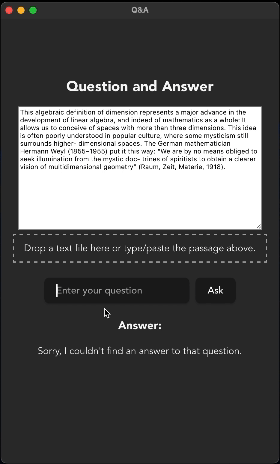 Q&A
Question and Answer
This algebraic definition of dimension represents a major advance in the
development of linear algebra, and indeed of mathematics as a whole: it
allows us to conceive of spaces with more than three dimensions. This idea
is often poorly understood in popular culture, where some mysticism still
surrounds higher- dimensional spaces. The German mathematician
Hermann Weyl (1855–1955) put it this way: "We are by no means obliged to
seek illumination from the mystic doc- trines of spiritists to obtain a clearer
vision of multidimensional geometry" (Raum, Zeit, Materie, 1918).
Drop a text file here or type/paste the passage above.
Enter your question
Ask
Answer:
Sorry, I couldn't find an answer to that question.